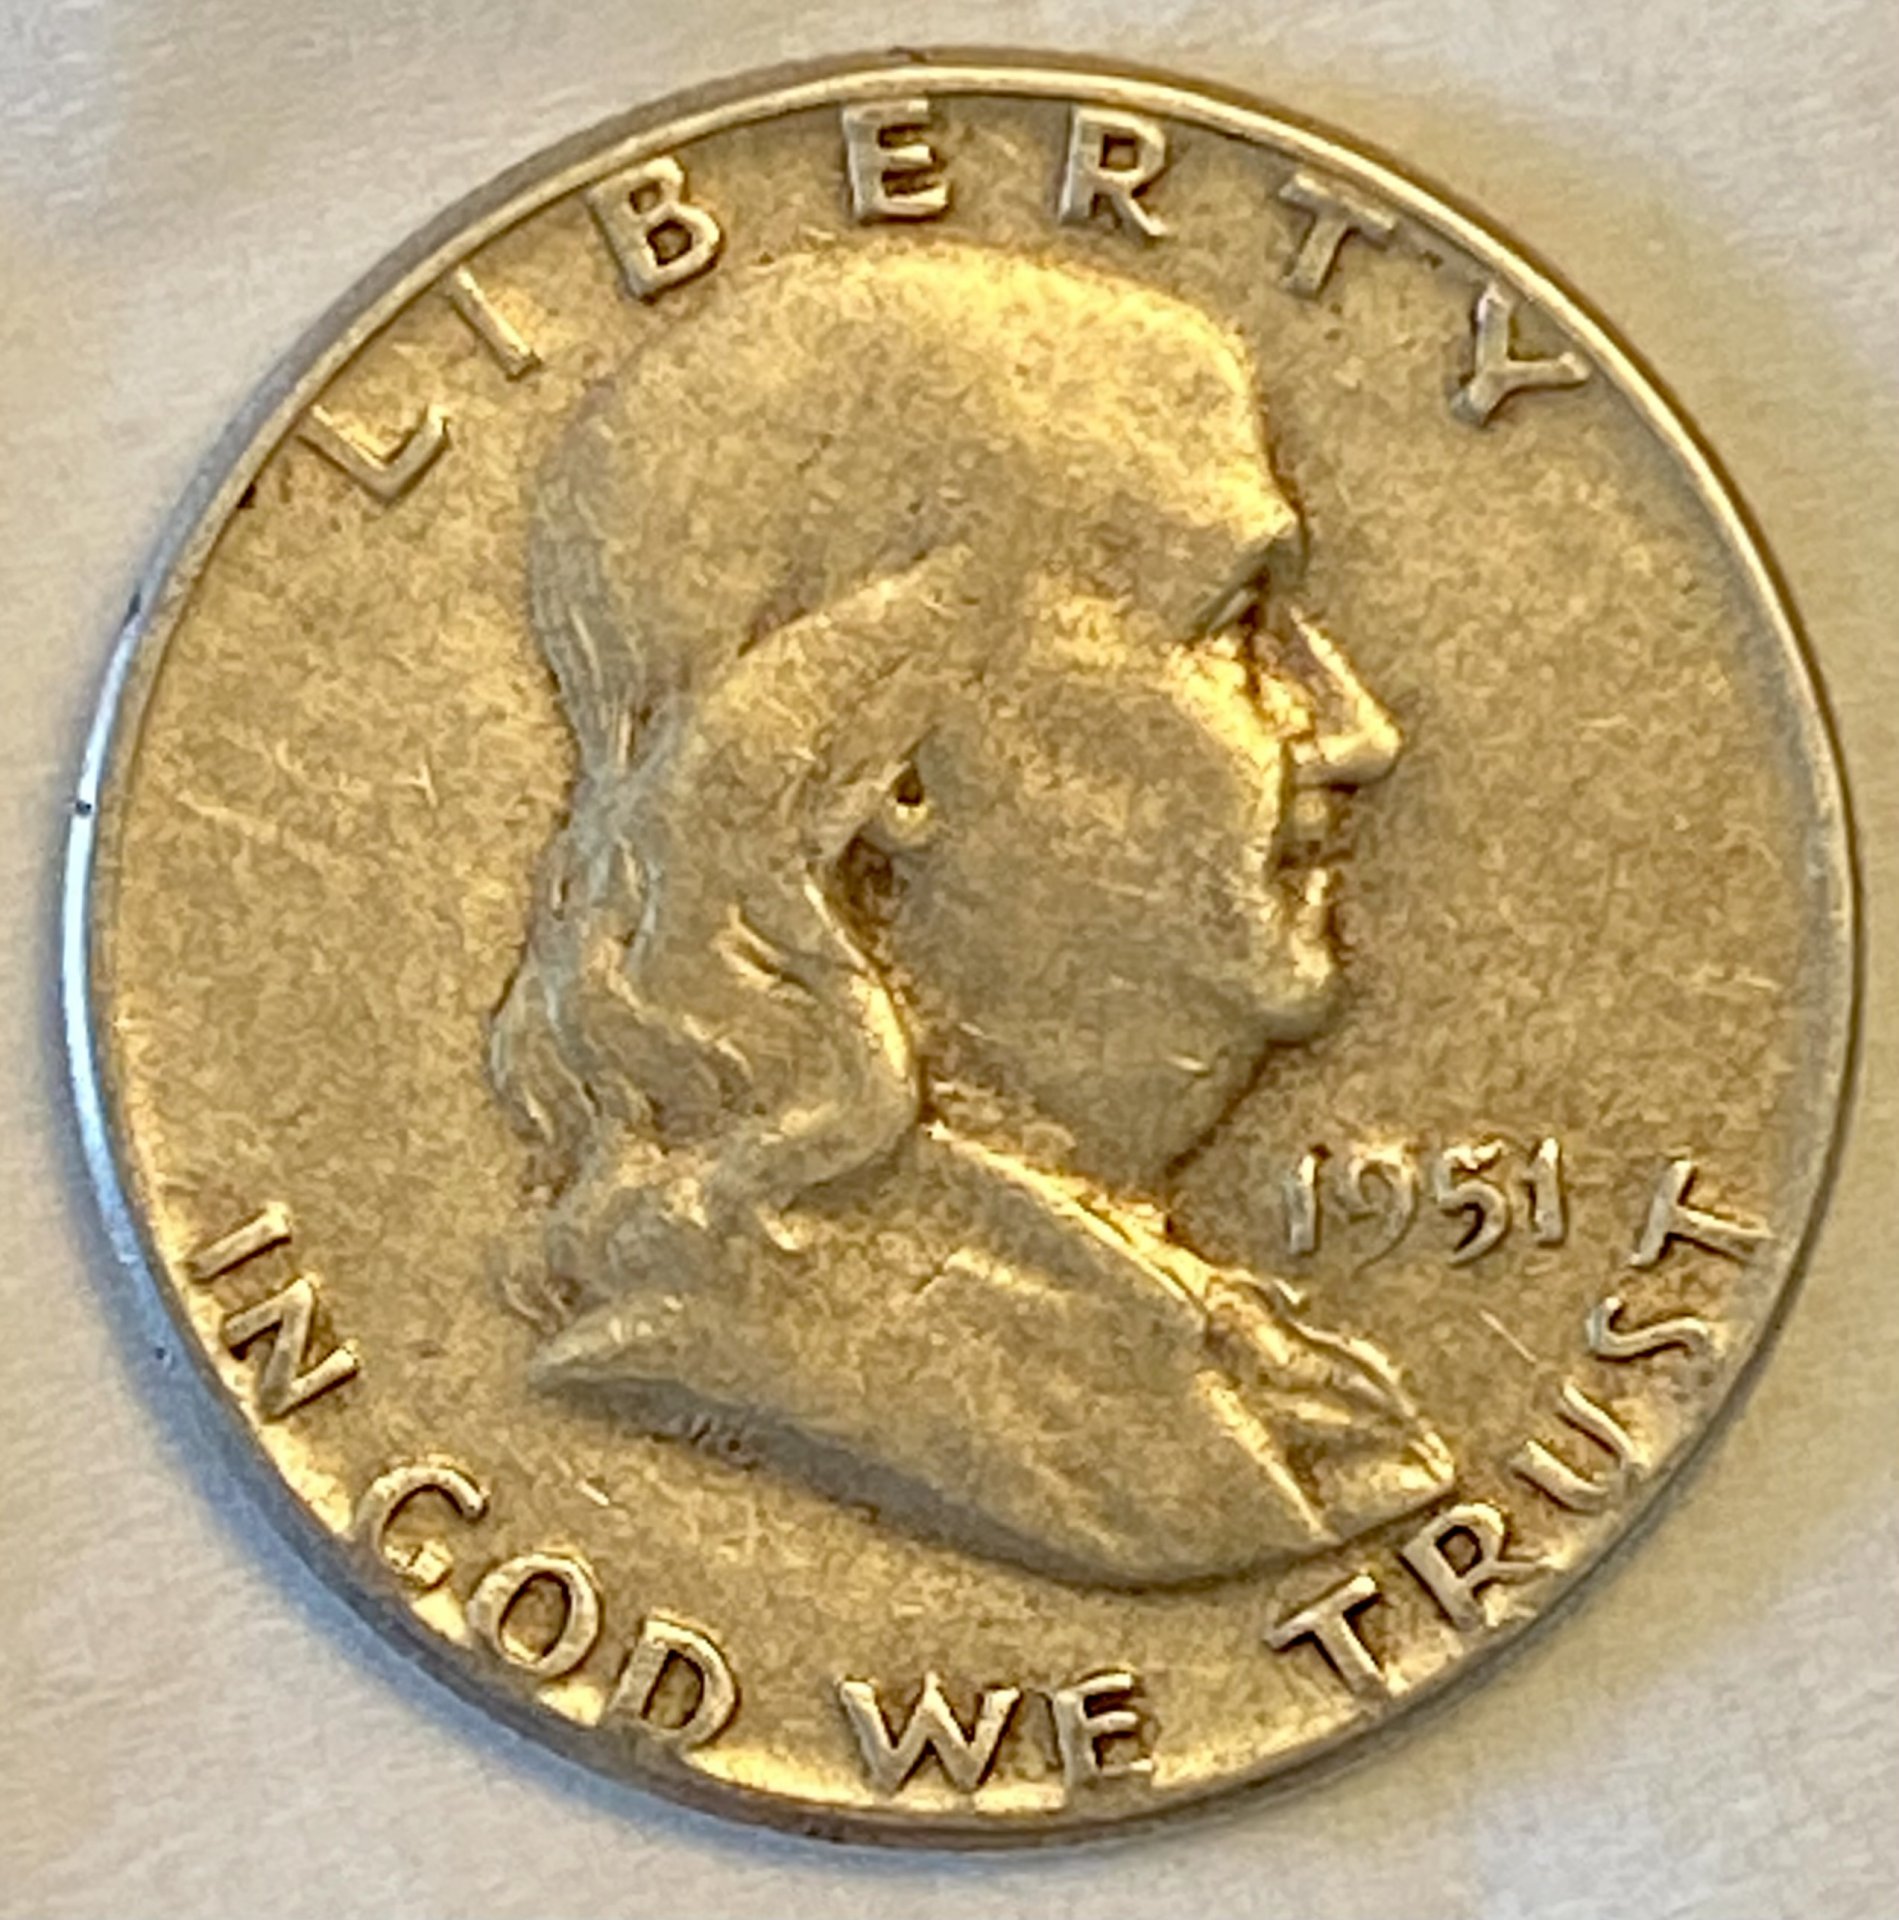 LIBERTY
1951
IN GOD WE TRUST